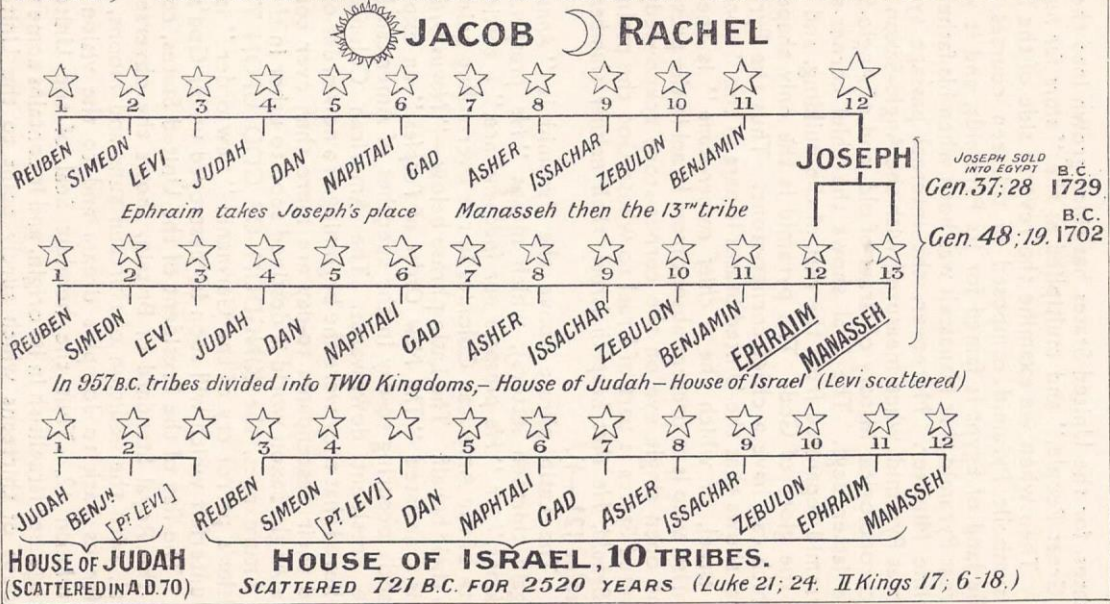 JACOB RACHEL
1 2 3 4 5 6 7 8 9 10 11 12
REUBEN SIMEON LEVI JUDAH DAN NAPHTALI GAD ASHER ISSACHAR ZEBULON BENJAMIN JOSEPH
JOSEPH SOLD
INTO EGYPT B.C.
Gen. 37; 28 1729
Ephraim takes Joseph's place Manasseh then the 13TH tribe
B.C.
Gen. 48; 19. 1702
1 2 3 4 5 6 7 8 9 10 11 12 13
REUBEN SIMEON LEVI JUDAH DAN NAPHTALI GAD ASHER ISSACHAR ZEBULON BENJAMIN EPHRAIM MANASSEH
In 957 B.C. tribes divided into TWO Kingdoms,– House of Judah – House of Israel (Levi scattered)
1 2 3 4 5 6 7 8 9 10 11 12
JUDAH BENJN [PT LEVI] REUBEN SIMEON [PT LEVI] DAN NAPHTALI GAD ASHER ISSACHAR ZEBULON EPHRAIM MANASSEH
HOUSE OF JUDAH
(SCATTERED IN A.D. 70)
HOUSE OF ISRAEL, 10 TRIBES.
SCATTERED 721 B.C. FOR 2520 YEARS (Luke 21; 24. II Kings 17; 6-18.)